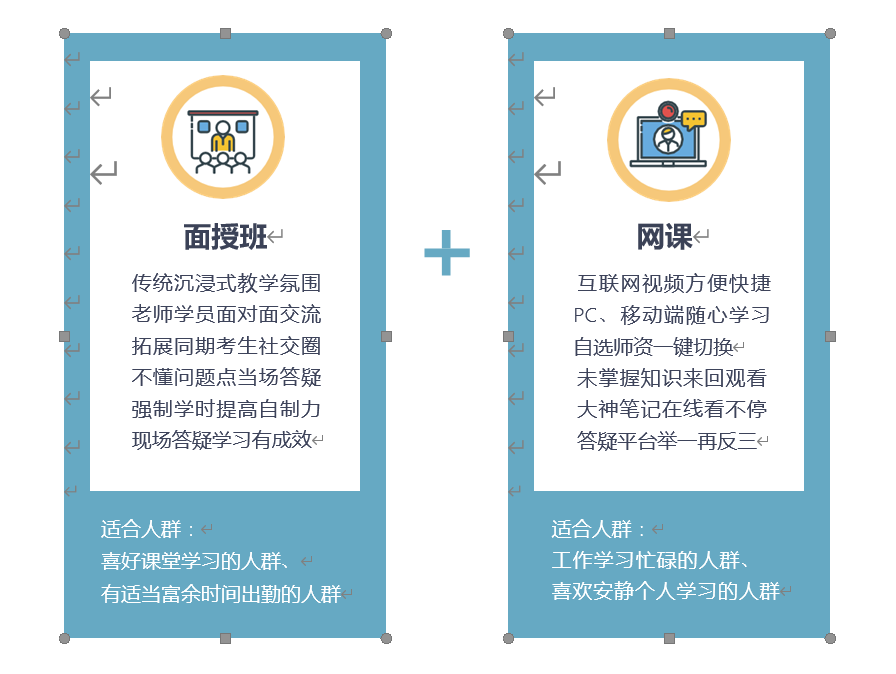 面授班
传统沉浸式教学氛围
老师学员面对面交流
拓展同期考生社交圈
不懂问题点当场答疑
强制学时提高自制力
现场答疑学习有成效
适合人群：
喜好课堂学习的人群、
有适当富余时间出勤的人群
+
网课
互联网视频方便快捷
PC、移动端随心学习
自选师资一键切换
未掌握知识来回观看
大神笔记在线看不停
答疑平台举一再反三
适合人群：
工作学习忙碌的人群、
喜欢安静个人学习的人群